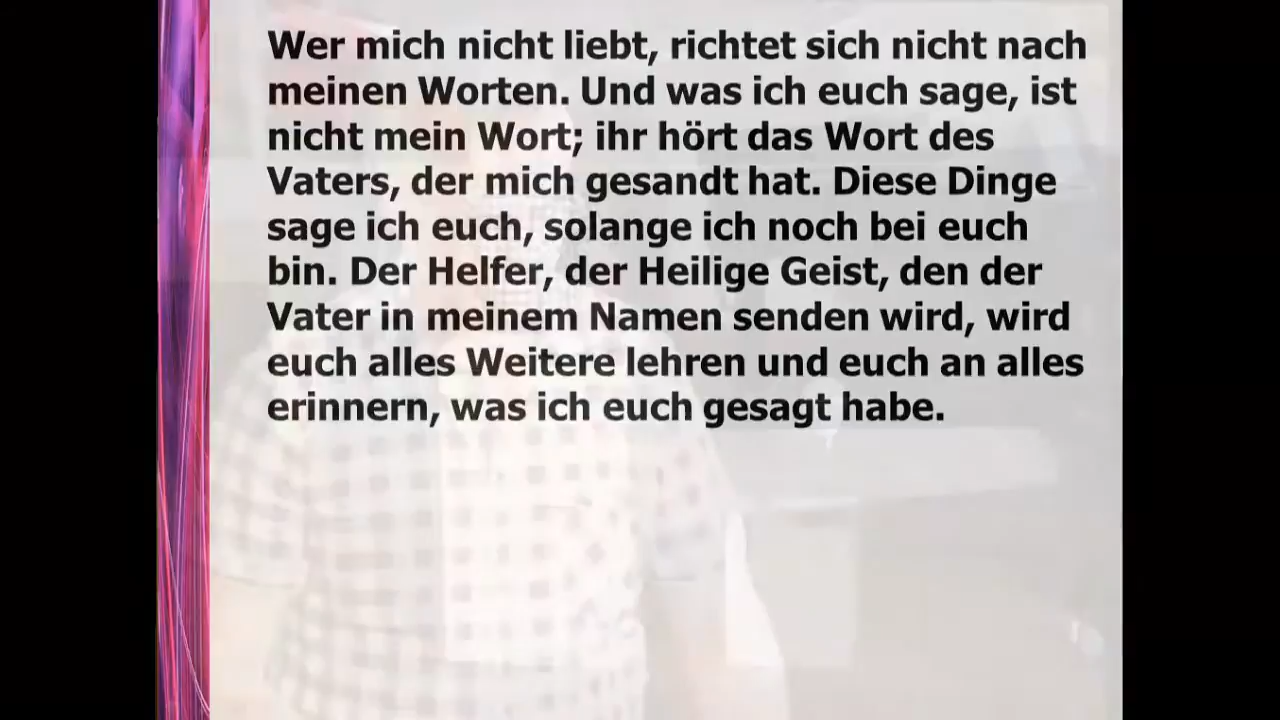 Wer mich nicht liebt, richtet sich nicht nach
meinen Worten. Und was ich euch sage, ist
nicht mein Wort; ihr hört das Wort des
Vaters, der mich gesandt hat. Diese Dinge
sage ich euch, solange ich noch bei euch
bin. Der Helfer, der Heilige Geist, den der
Vater in meinem Namen senden wird, wird
euch alles Weitere lehren und euch an alles
erinnern, was ich euch gesagt habe.